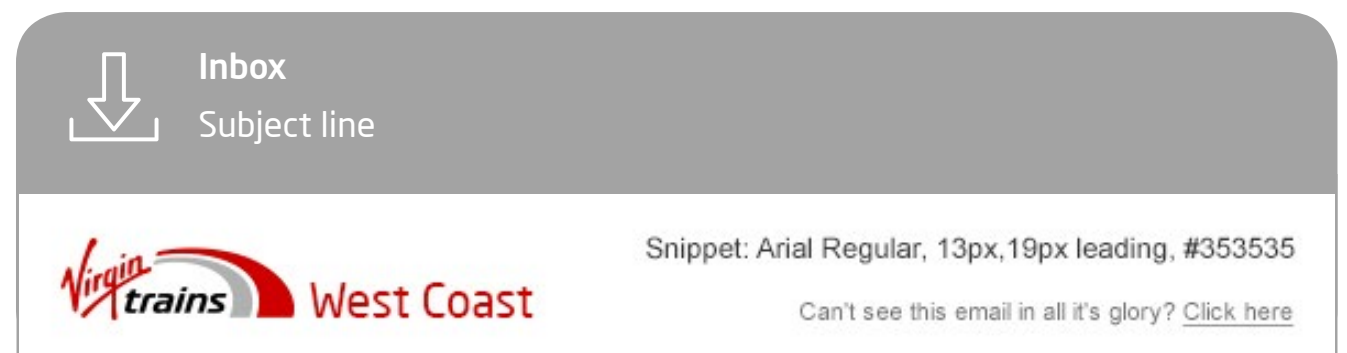 Inbox
Subject line
Snippet: Arial Regular, 13px,19px leading, #353535
Virgin
trains West Coast
Can't see this email in all it's glory? Click here